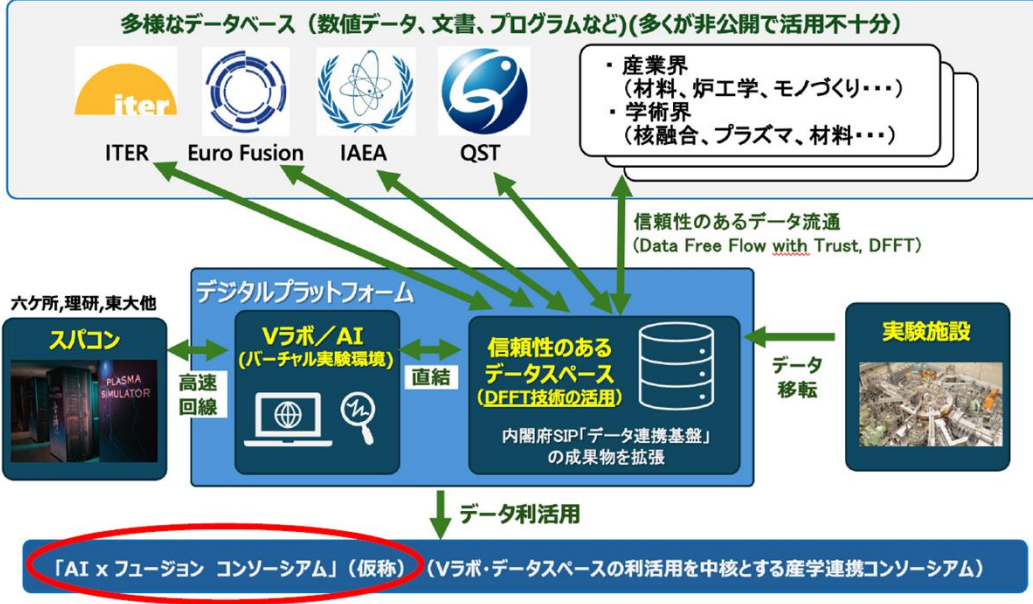 多様なデータベース（数値データ、文書、プログラムなど)(多くが非公開で活用不十分）
iter
ITER
Euro Fusion
IAEA
QST
・産業界
（材料、炉工学、モノづくり･･･）
・学術界
（核融合、プラズマ、材料･･･）
信頼性のあるデータ流通
(Data Free Flow with Trust, DFFT)
デジタルプラットフォーム
六ケ所,理研,東大他
スパコン
PLASMA
SIMULATOR
高速
回線
Vラボ／AI
(バーチャル実験環境)
直結
信頼性のある
データスペース
（DFFT技術の活用）
内閣府SIP「データ連携基盤」
の成果物を拡張
データ
移転
実験施設
データ利活用
「AI x フュージョン コンソーシアム」（仮称）（Vラボ・データスペースの利活用を中核とする産学連携コンソーシアム）